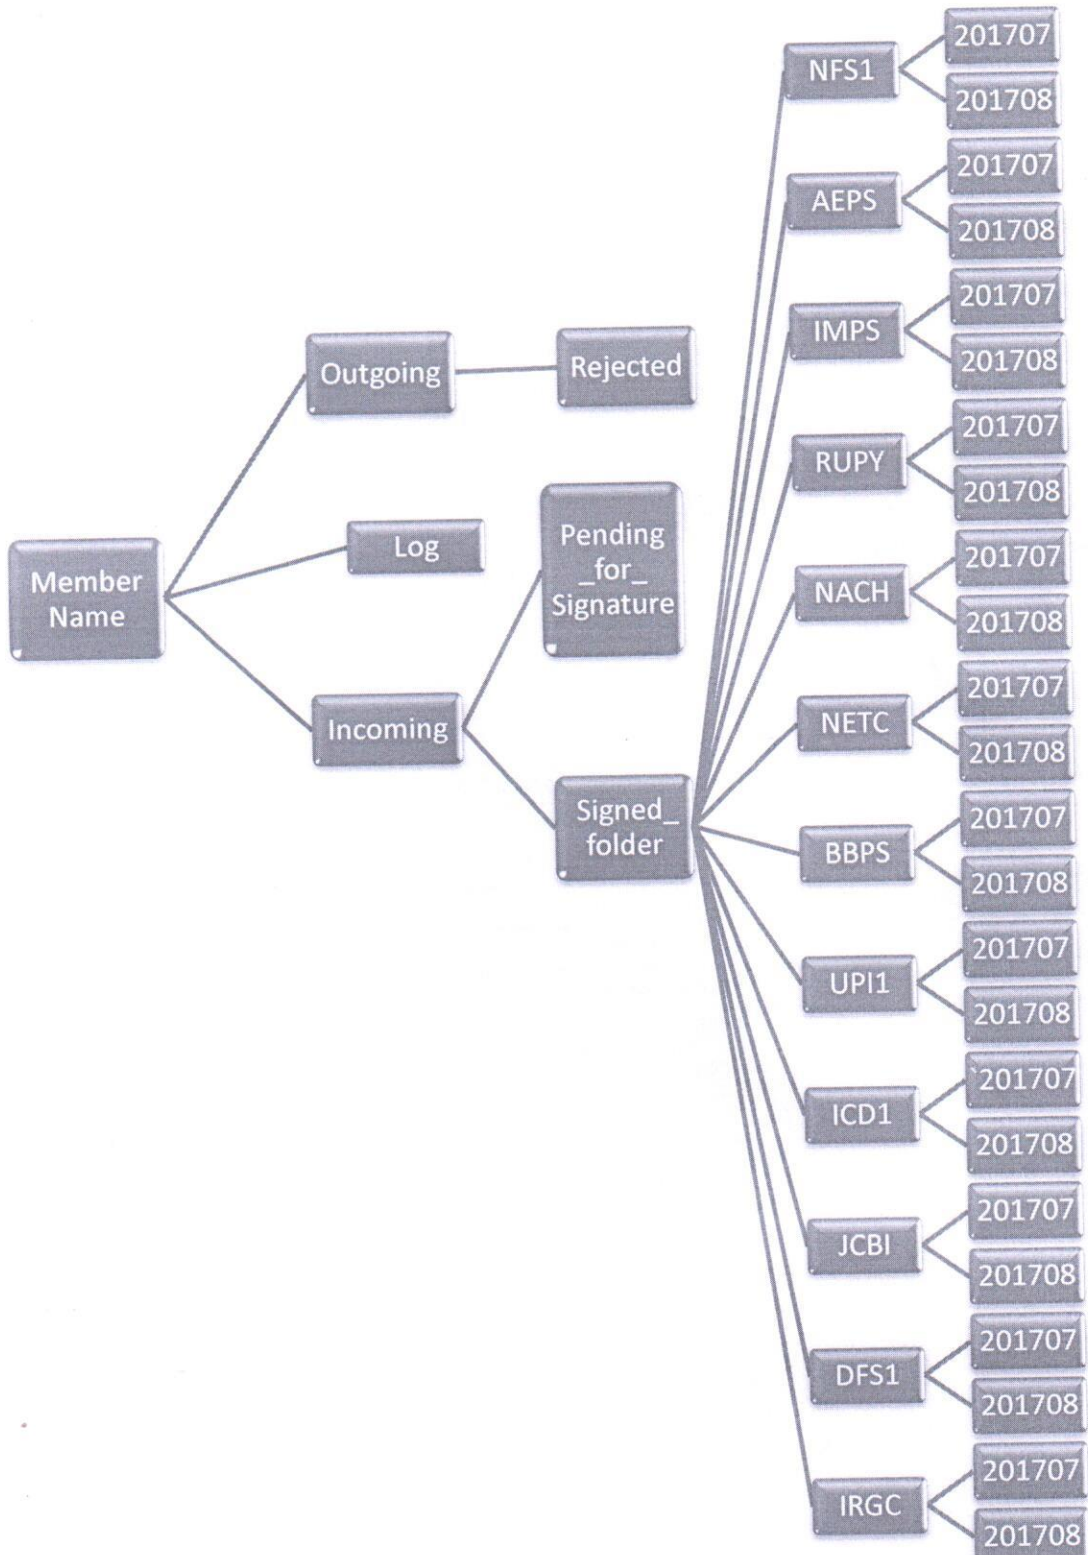 Member
Name
Outgoing
Rejected
Log
Incoming
Pending
_for_
Signature
Signed_
folder
NFS1
201707
201708
AEPS
201707
201708
IMPS
201707
201708
RUPY
201707
201708
NACH
201707
201708
NETC
201707
201708
BBPS
201707
201708
UPI1
201707
201708
ICD1
`201707
201708
JCBI
201707
201708
DFS1
201707
201708
IRGC
201707
201708